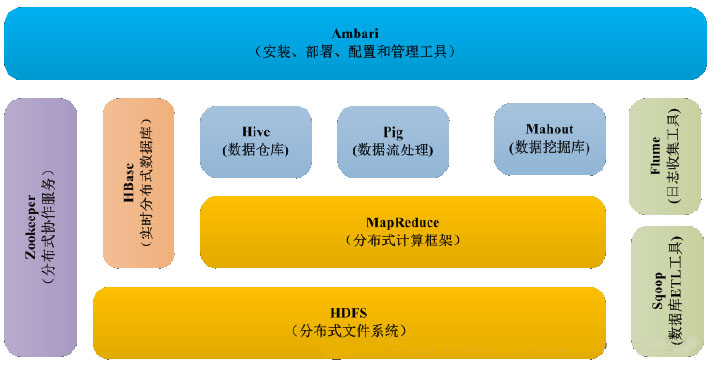 Ambari
（安装、部署、配置和管理工具）
Zookeeper
（分布式协作服务）
HBase
（实时分布式数据库）
Hive
(数据仓库)
Pig
(数据流处理)
Mahout
(数据挖掘库)
Flume
(日志收集工具)
MapReduce
（分布式计算框架）
Sqoop
(数据库ETL工具)
HDFS
（分布式文件系统）